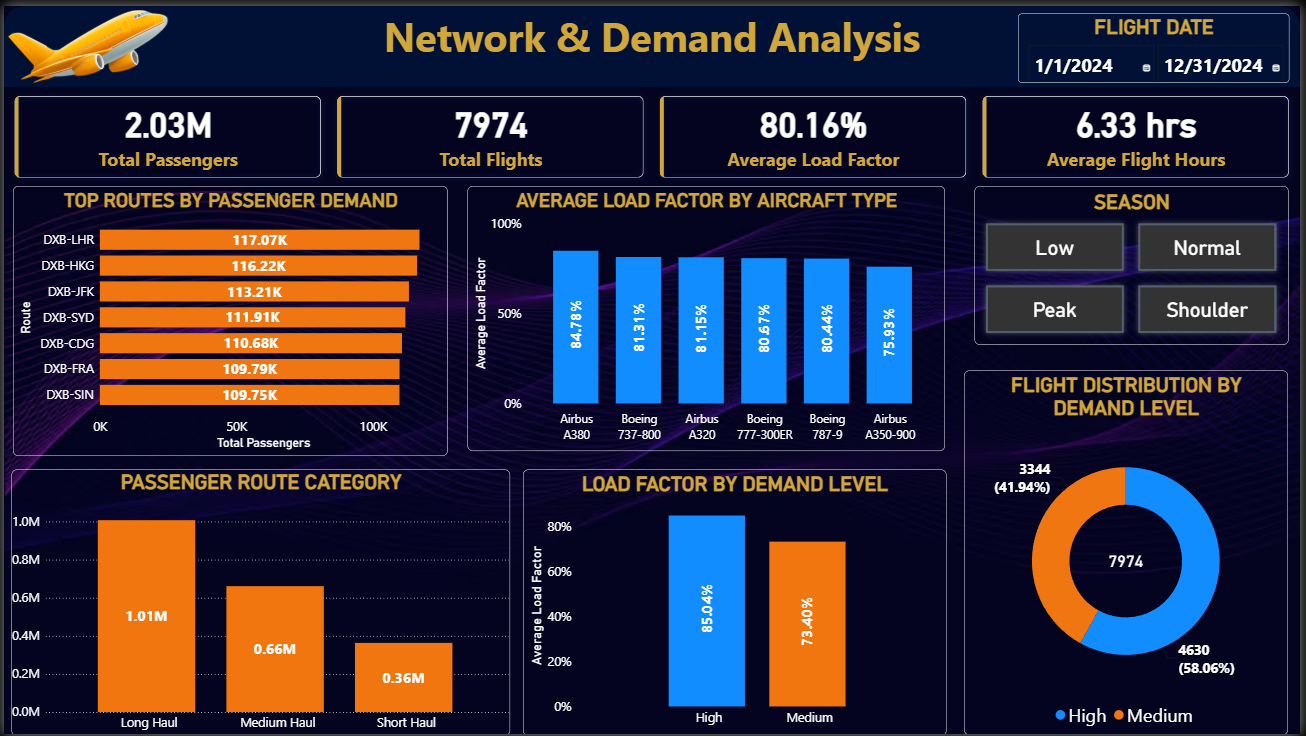 Network & Demand Analysis
FLIGHT DATE
1/1/2024
12/31/2024
2.03M
Total Passengers
7974
Total Flights
80.16%
Average Load Factor
6.33 hrs
Average Flight Hours
TOP ROUTES BY PASSENGER DEMAND
Route
DXB-LHR
117.07K
DXB-HKG
116.22K
DXB-JFK
113.21K
DXB-SYD
111.91K
DXB-CDG
110.68K
DXB-FRA
109.79K
DXB-SIN
109.75K
0K
50K
100K
Total Passengers
AVERAGE LOAD FACTOR BY AIRCRAFT TYPE
Average Load Factor
100%
50%
0%
84.78%
81.31%
81.15%
80.67%
80.44%
75.93%
Airbus
A380
Boeing
737-800
Airbus
A320
Boeing
777-300ER
Boeing
787-9
Airbus
A350-900
SEASON
Low
Normal
Peak
Shoulder
PASSENGER ROUTE CATEGORY
1.0M
0.8M
0.6M
0.4M
0.2M
0.0M
1.01M
0.66M
0.36M
Long Haul
Medium Haul
Short Haul
LOAD FACTOR BY DEMAND LEVEL
Average Load Factor
80%
60%
40%
20%
0%
85.04%
73.40%
High
Medium
FLIGHT DISTRIBUTION BY
DEMAND LEVEL
3344
(41.94%)
7974
4630
(58.06%)
High
Medium